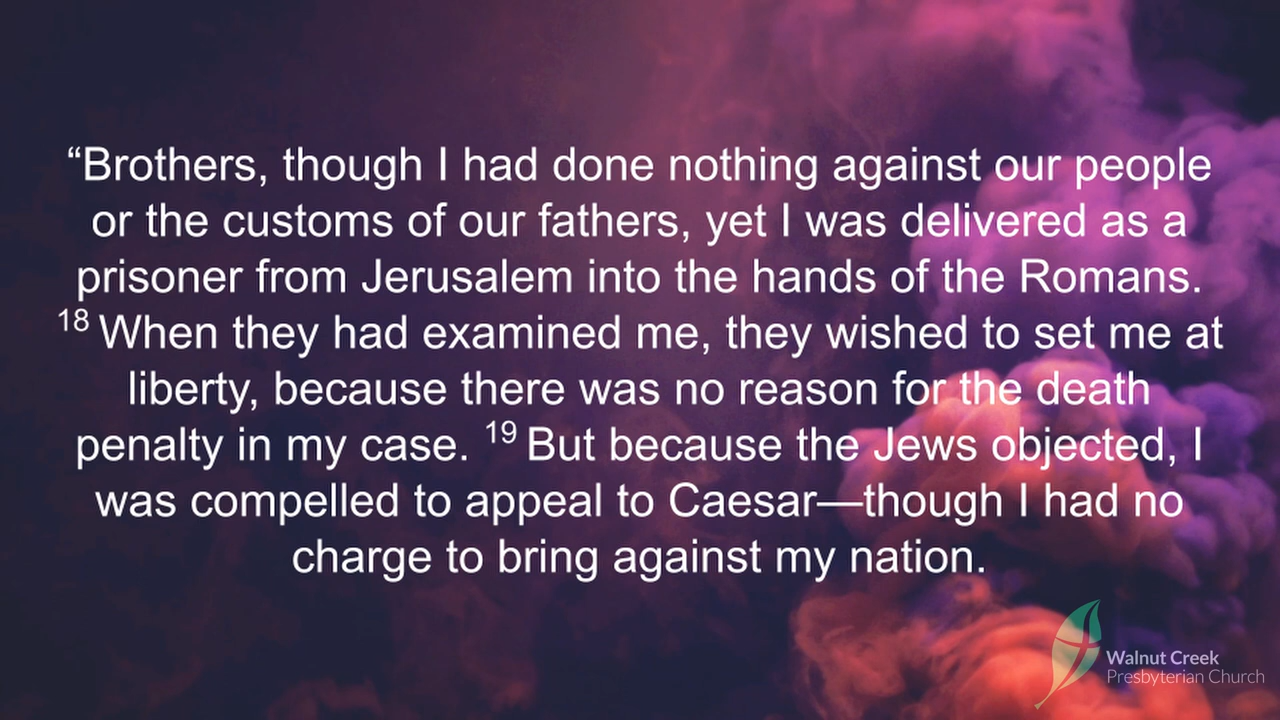 “Brothers, though I had done nothing against our people
or the customs of our fathers, yet I was delivered as a
prisoner from Jerusalem into the hands of the Romans.
18 When they had examined me, they wished to set me at
liberty, because there was no reason for the death
penalty in my case. 19 But because the Jews objected, I
was compelled to appeal to Caesar—though I had no
charge to bring against my nation.
Walnut Creek
Presbyterian Church